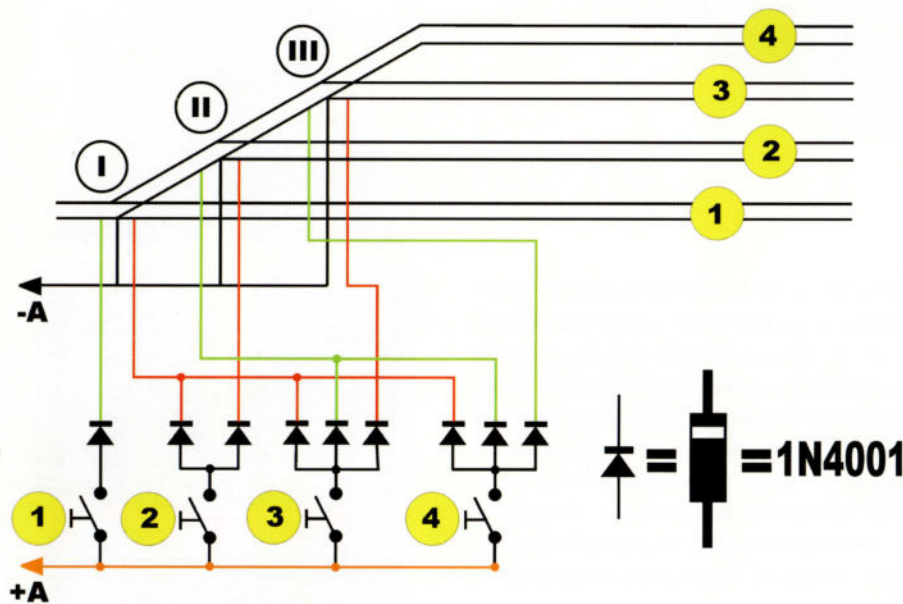 4
III
3
II
2
I
1
-A
1 2 3 4
= =1N4001
+A